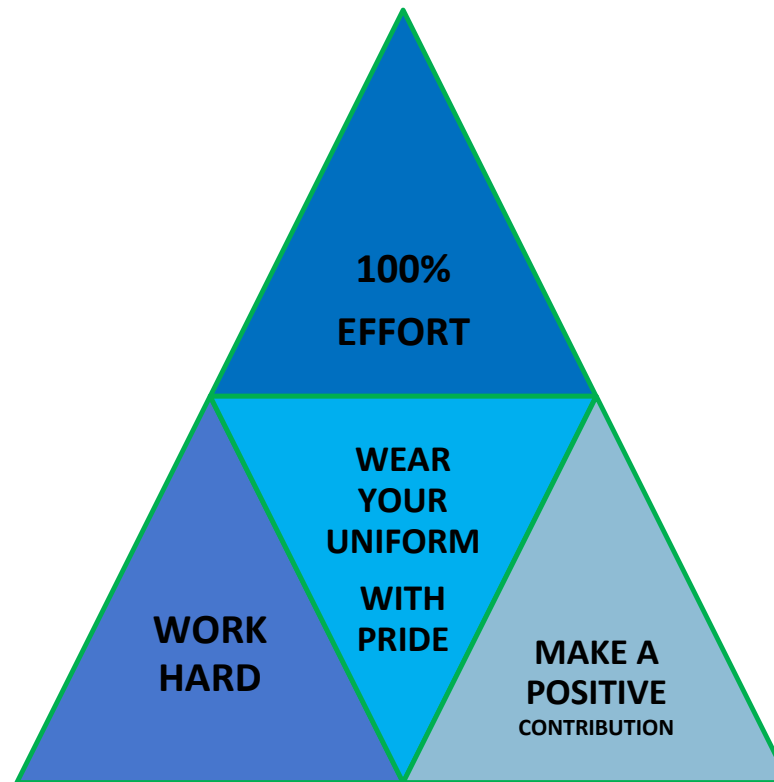 100%
EFFORT
WEAR
YOUR
UNIFORM
WITH
PRIDE
WORK
HARD
MAKE A
POSITIVE
CONTRIBUTION